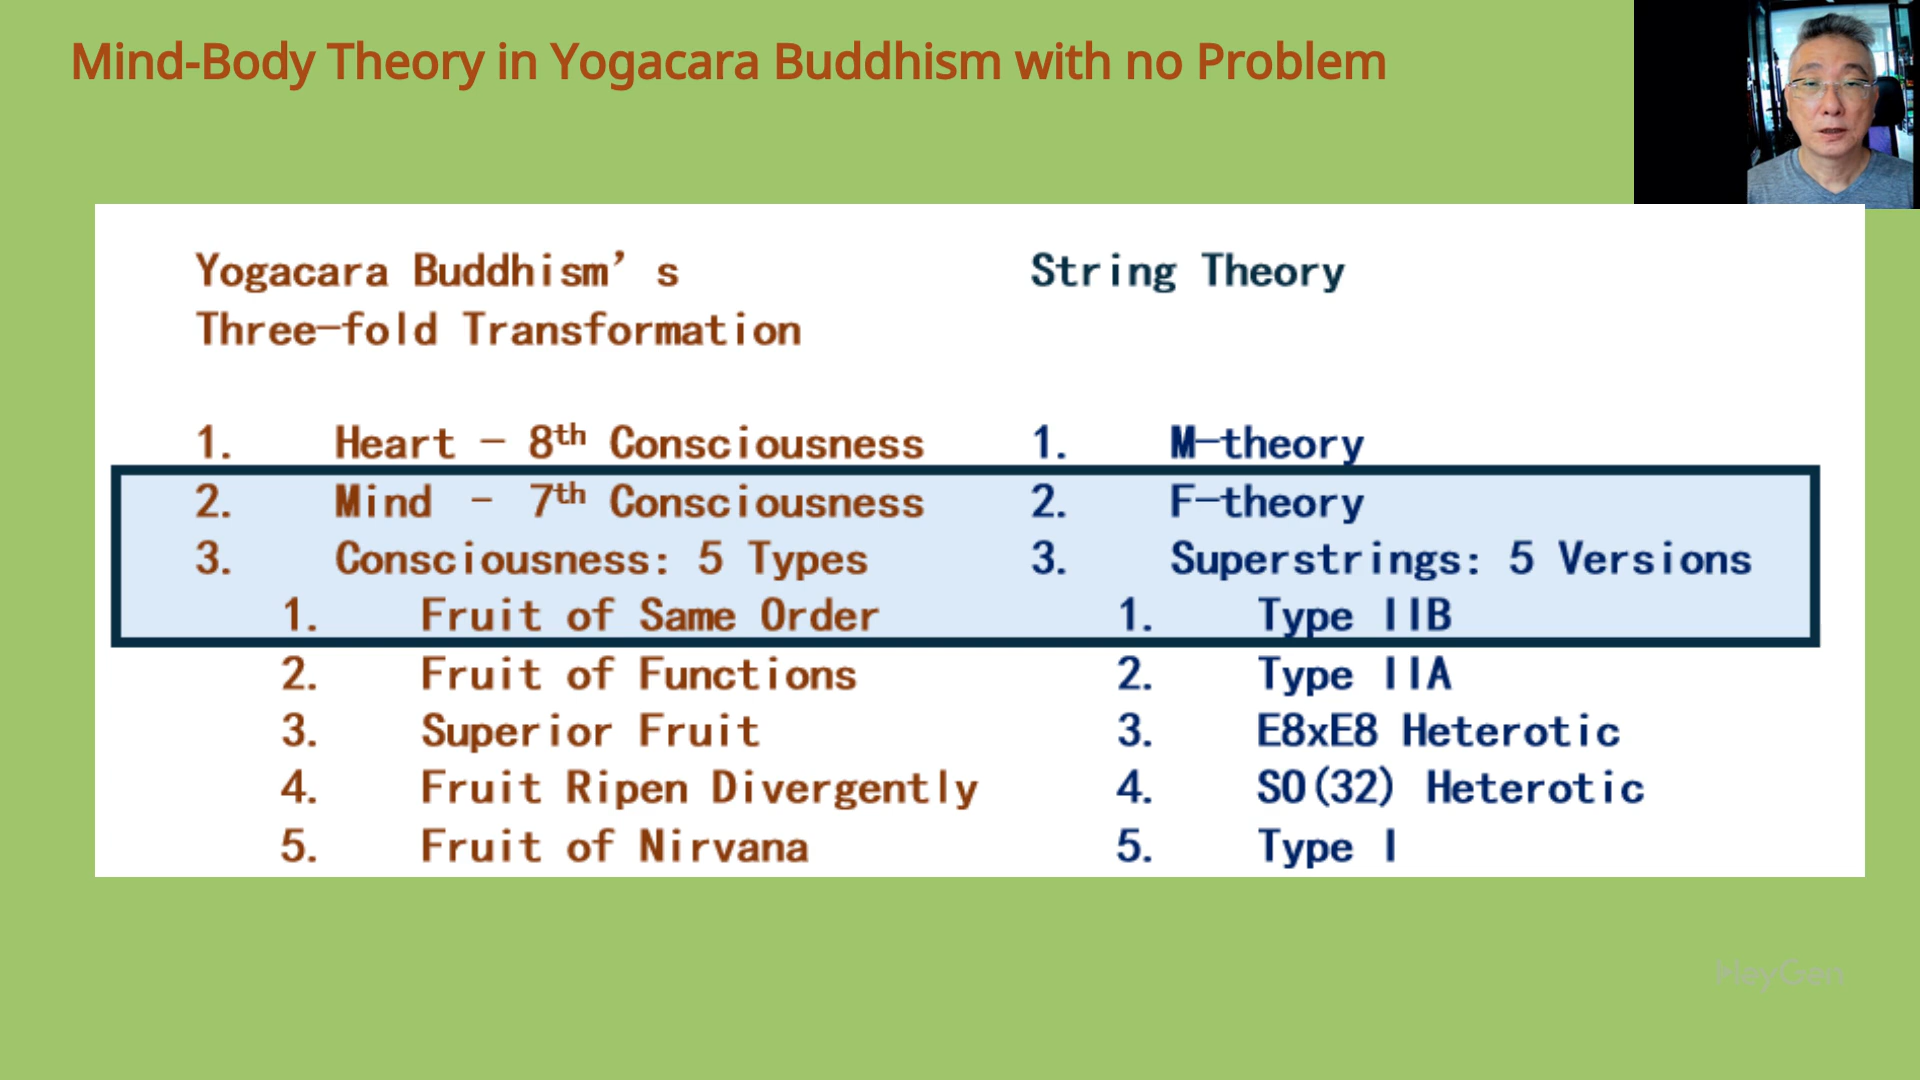 Mind-Body Theory in Yogacara Buddhism with no Problem
Yogacara Buddhism’s
Three-fold Transformation
1. Heart – 8th Consciousness
2. Mind – 7th Consciousness
3. Consciousness: 5 Types
1. Fruit of Same Order
2. Fruit of Functions
3. Superior Fruit
4. Fruit Ripen Divergently
5. Fruit of Nirvana
String Theory
1. M-theory
2. F-theory
3. Superstrings: 5 Versions
1. Type IIB
2. Type IIA
3. E8xE8 Heterotic
4. SO(32) Heterotic
5. Type I
HeyGen